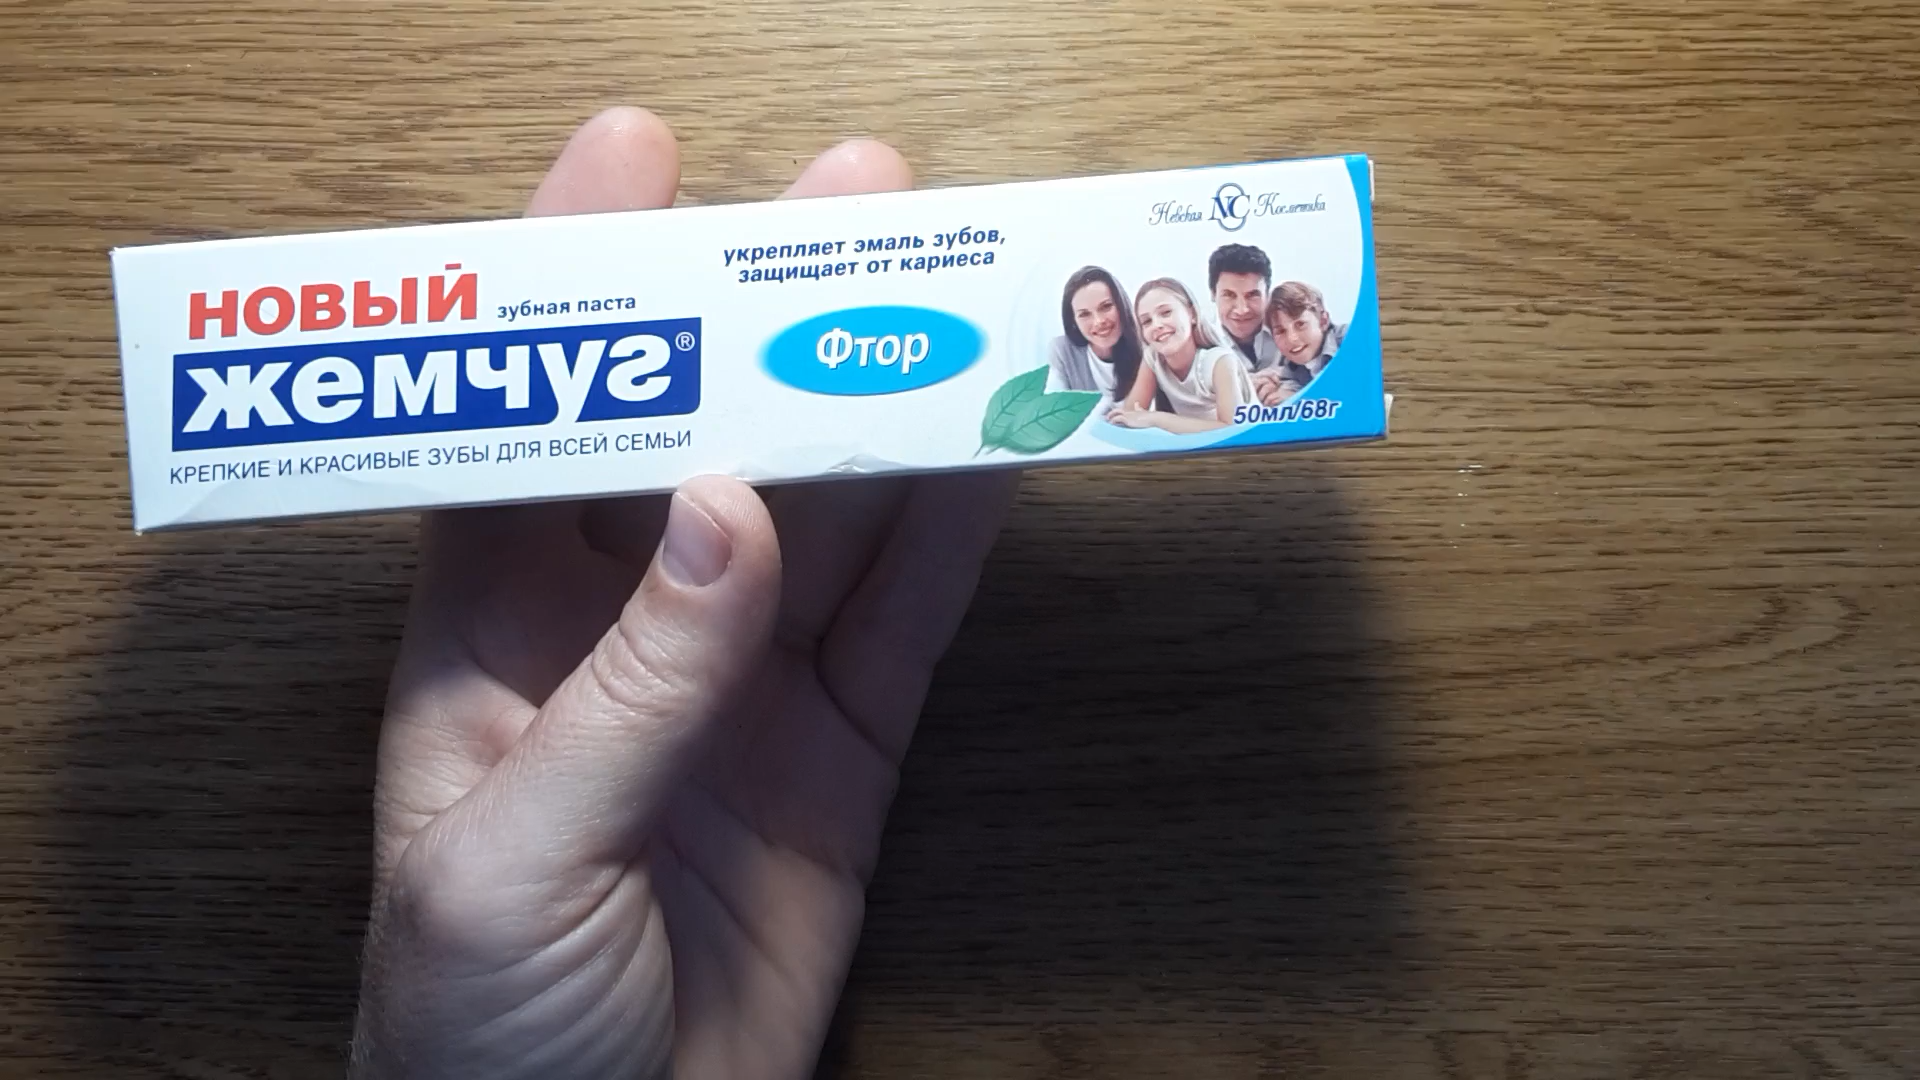 НОВЫЙ зубная паста
жемчуг®
КРЕПКИЕ И КРАСИВЫЕ ЗУБЫ ДЛЯ ВСЕЙ СЕМЬИ
укрепляет эмаль зубов,
защищает от кариеса
Фтор
Невская NC Косметика
50мл/68г